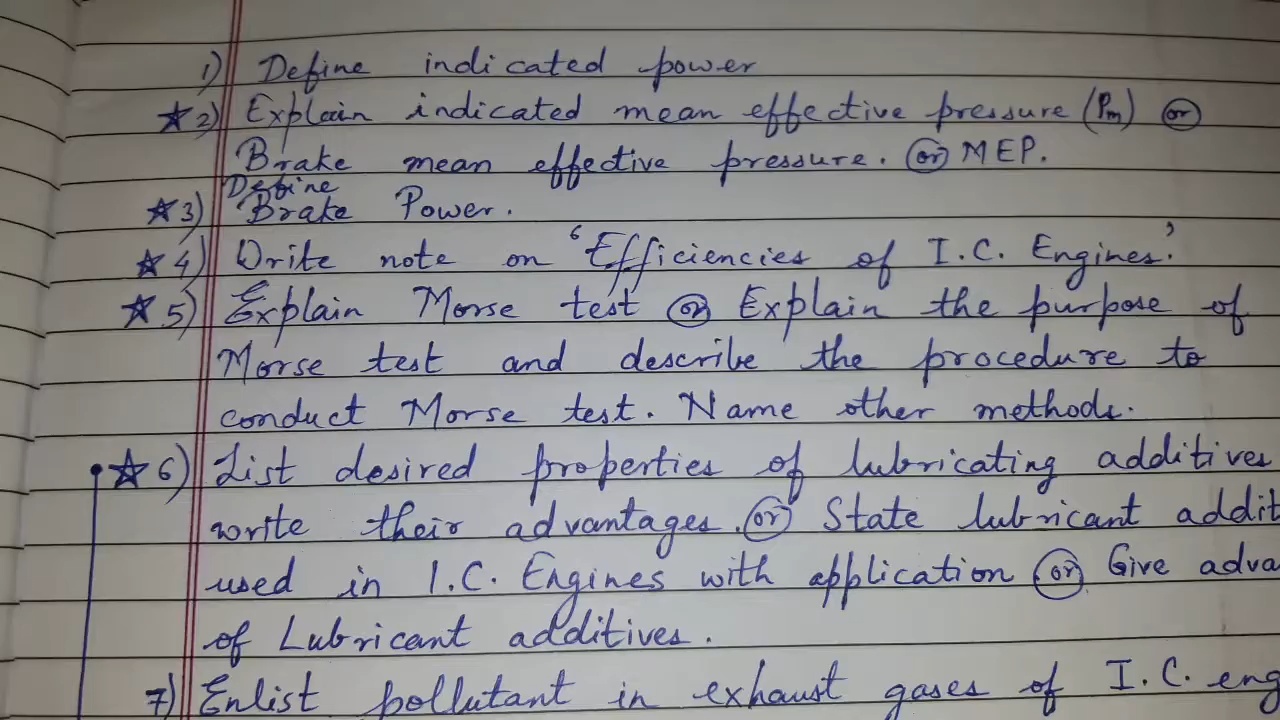 1) Define indicated power
☆2) Explain indicated mean effective pressure (Pm) or
Brake mean effective pressure. or MEP.
Define
☆3) Brake Power.
☆4) Write note on 'Efficiencies of I.C. Engines.'
☆5) Explain Morse test or Explain the purpose of
Morse test and describe the procedure to
conduct Morse test. Name other methods.
☆6) List desired properties of lubricating additives
write their advantages. or State lubricant addit
used in I.C. Engines with application or Give adva
of Lubricant additives.
7) Enlist pollutant in exhaust gases of I.C. eng